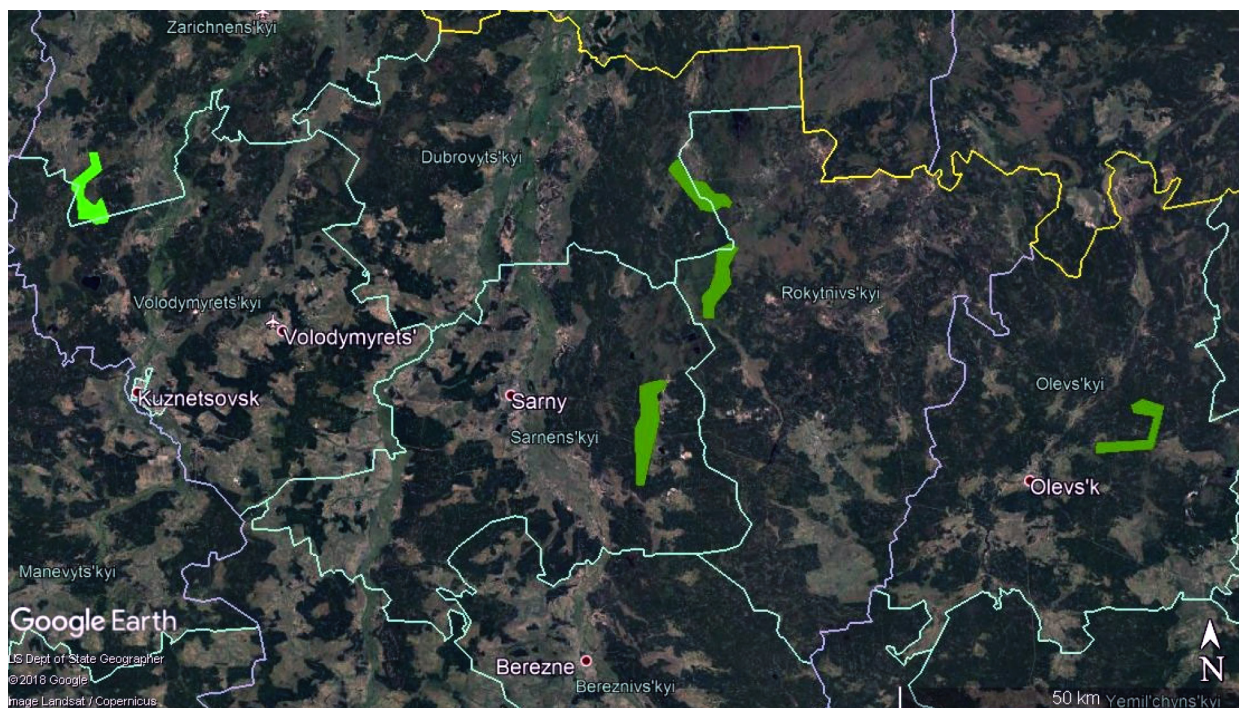 Zarichnens'kyi
Dubrovyts'kyi
Volodymyrets'kyi
Rokytnivs'kyi
Volodymyrets'
Kuznetsovsk
Sarny
Olevs'kyi
Sarnens'kyi
Olevs'k
Manevyts'kyi
Google Earth
US Dept of State Geographer
©2018 Google
Image Landsat / Copernicus
Berezne
Bereznivs'kyi
N
50 km
Yemil'chyns'kyi